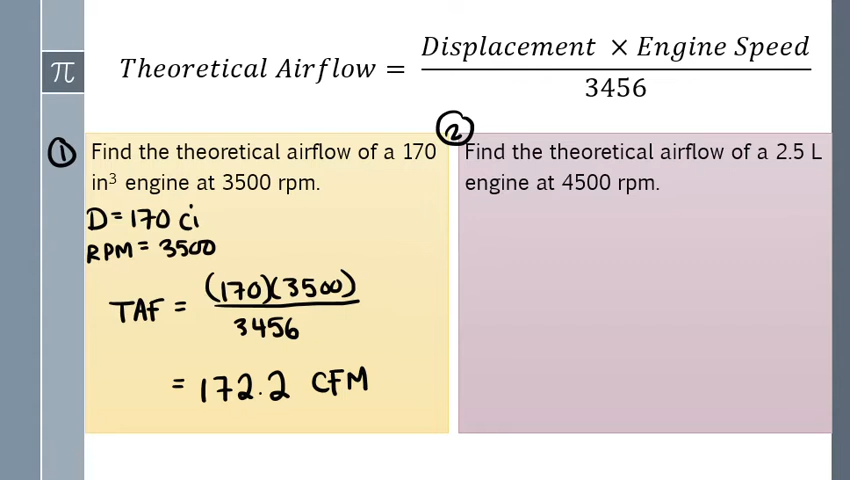 π
Theoretical Airflow = Displacement × Engine Speed / 3456
①
Find the theoretical airflow of a 170
in³ engine at 3500 rpm.
D = 170 ci
RPM = 3500
TAF = (170)(3500) / 3456
= 172.2 CFM
②
Find the theoretical airflow of a 2.5 L
engine at 4500 rpm.